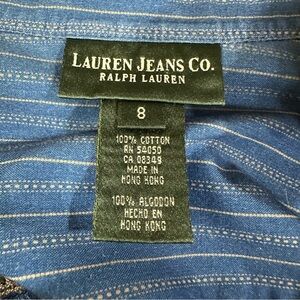 LAUREN JEANS CO.
RALPH LAUREN
8
100% COTTON
RN 54050
CA 08349
MADE IN
HONG KONG
100% ALGODON
HECHO EN
HONG KONG